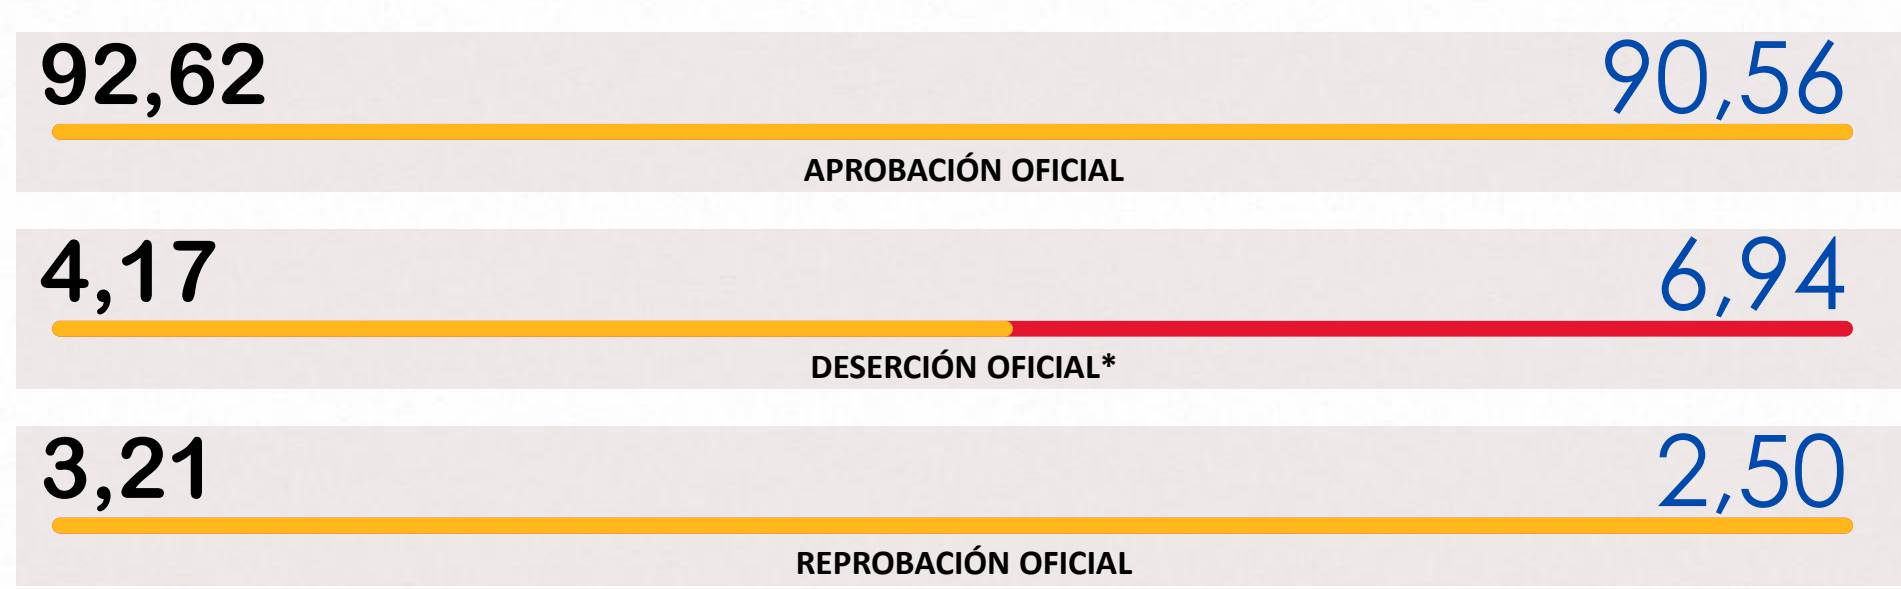 92,62 90,56
APROBACIÓN OFICIAL
4,17 6,94
DESERCIÓN OFICIAL*
3,21 2,50
REPROBACIÓN OFICIAL